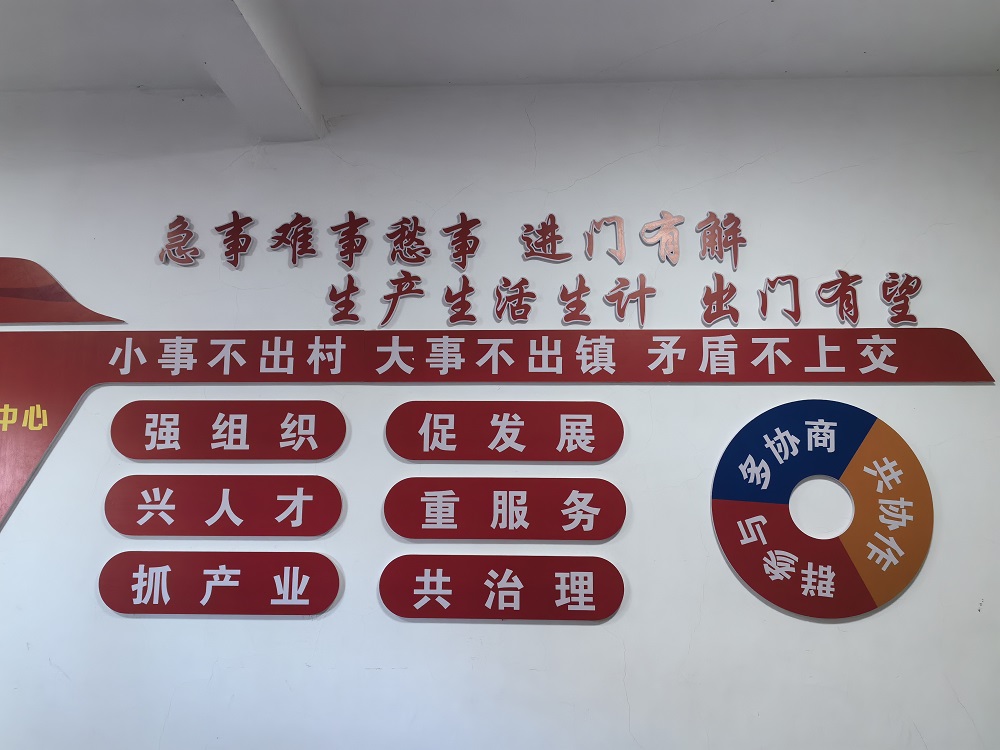 急事难事愁事 进门有解
生产生活生计 出门有望
小事不出村 大事不出镇 矛盾不上交
中心
强组织
促发展
兴人才
重服务
抓产业
共治理
多协商
共协作
群物与